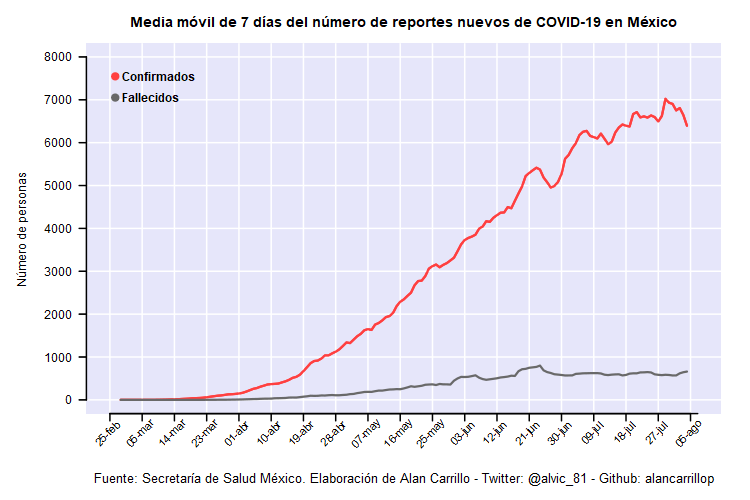 Media móvil de 7 días del número de reportes nuevos de COVID-19 en México
8000
7000
6000
5000
4000
3000
2000
1000
0
Número de personas
Confirmados
Fallecidos
25-feb
05-mar
14-mar
23-mar
01-abr
10-abr
19-abr
28-abr
07-may
16-may
25-may
03-jun
12-jun
21-jun
30-jun
09-jul
18-jul
27-jul
05-ago
Fuente: Secretaría de Salud México. Elaboración de Alan Carrillo - Twitter: @alvic_81 - Github: alancarrillop